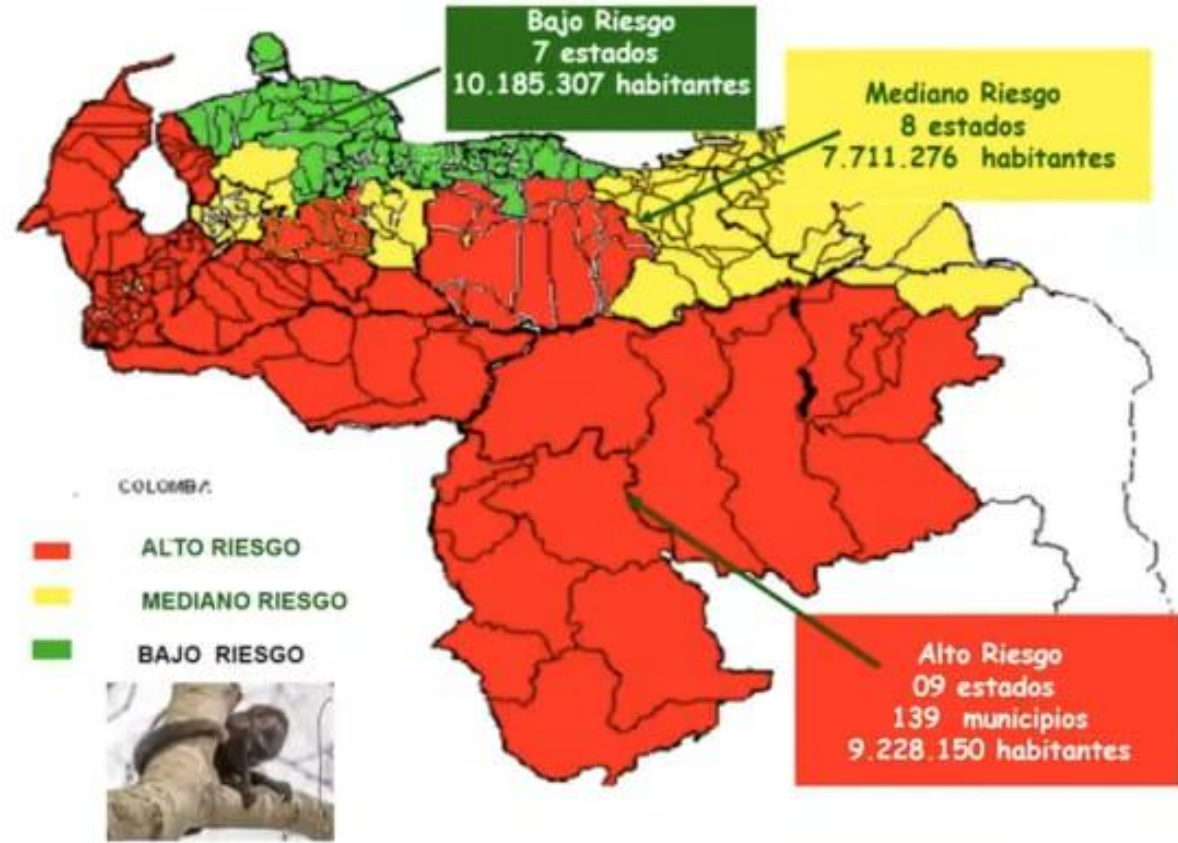 Bajo Riesgo
7 estados
10.185.307 habitantes
Mediano Riesgo
8 estados
7.711.276 habitantes
COLOMBA
ALTO RIESGO
MEDIANO RIESGO
BAJO RIESGO
Alto Riesgo
09 estados
139 municipios
9.228.150 habitantes